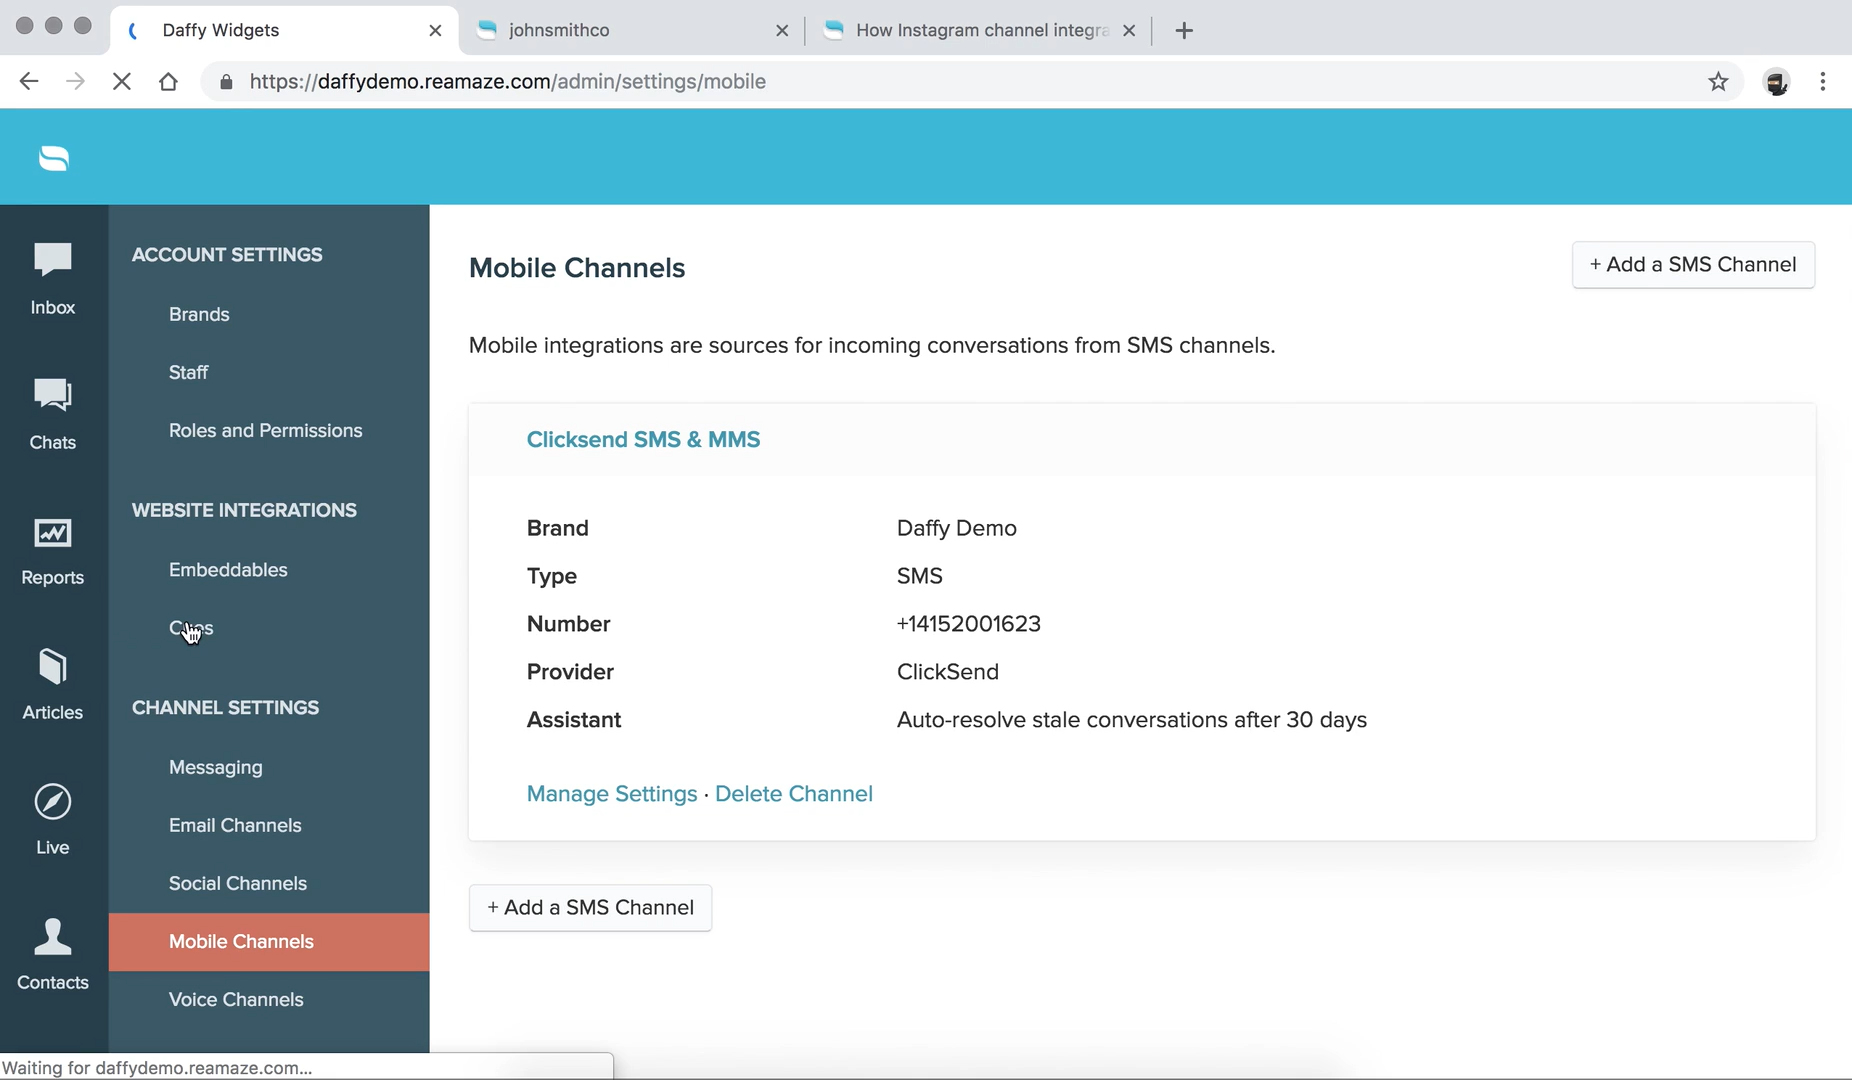 Daffy Widgets
johnsmithco
How Instagram channel integra
https://daffydemo.reamaze.com/admin/settings/mobile
Inbox
Chats
Reports
Articles
Live
Contacts
ACCOUNT SETTINGS
Brands
Staff
Roles and Permissions
WEBSITE INTEGRATIONS
Embeddables
CHANNEL SETTINGS
Messaging
Email Channels
Social Channels
Mobile Channels
Voice Channels
Mobile Channels
+ Add a SMS Channel
Mobile integrations are sources for incoming conversations from SMS channels.
Clicksend SMS & MMS
Brand Daffy Demo
Type SMS
Number +14152001623
Provider ClickSend
Assistant Auto-resolve stale conversations after 30 days
Manage Settings · Delete Channel
+ Add a SMS Channel
Waiting for daffydemo.reamaze.com...